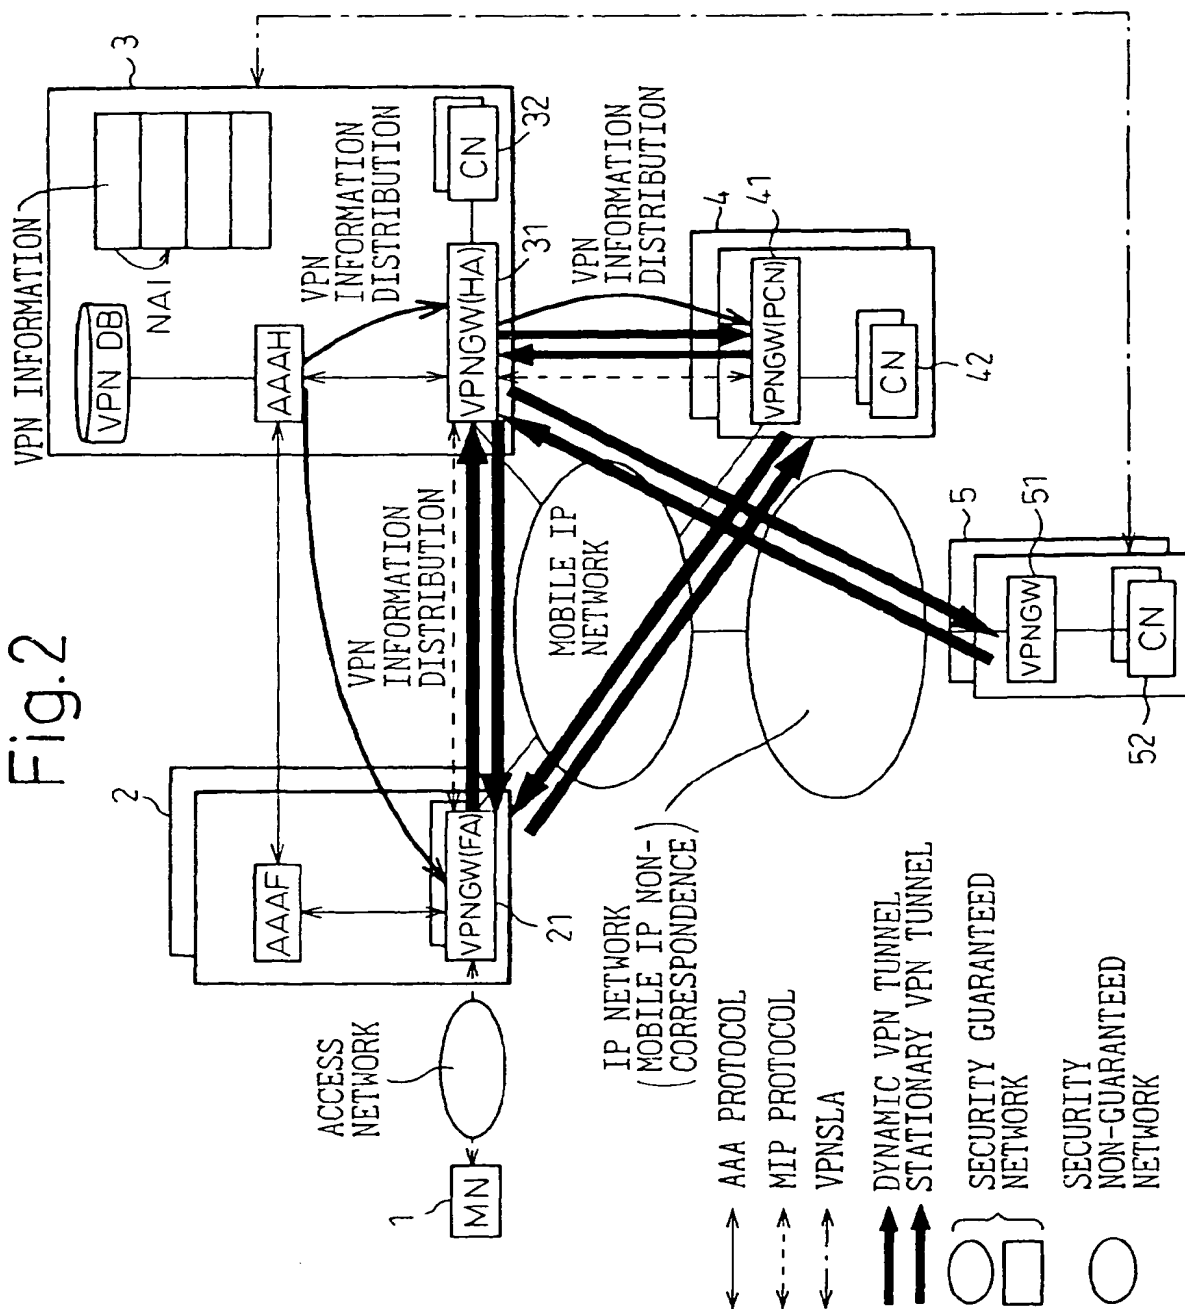 Fig.2
VPN INFORMATION
3
VPN DB
NAI
AAAH
VPN
INFORMATION
DISTRIBUTION
VPNGW(HA)
31
CN
32
2
AAAF
VPNGW(FA)
21
VPN
INFORMATION
DISTRIBUTION
VPN
INFORMATION
DISTRIBUTION
ACCESS
NETWORK
1
MN
MOBILE IP
NETWORK
4
VPNGW(PCN)
41
CN
42
IP NETWORK
(MOBILE IP NON-
CORRESPONDENCE)
5
VPNGW
51
CN
52
AAA PROTOCOL
MIP PROTOCOL
VPNSLA
DYNAMIC VPN TUNNEL
STATIONARY VPN TUNNEL
SECURITY GUARANTEED
NETWORK
SECURITY
NON-GUARANTEED
NETWORK